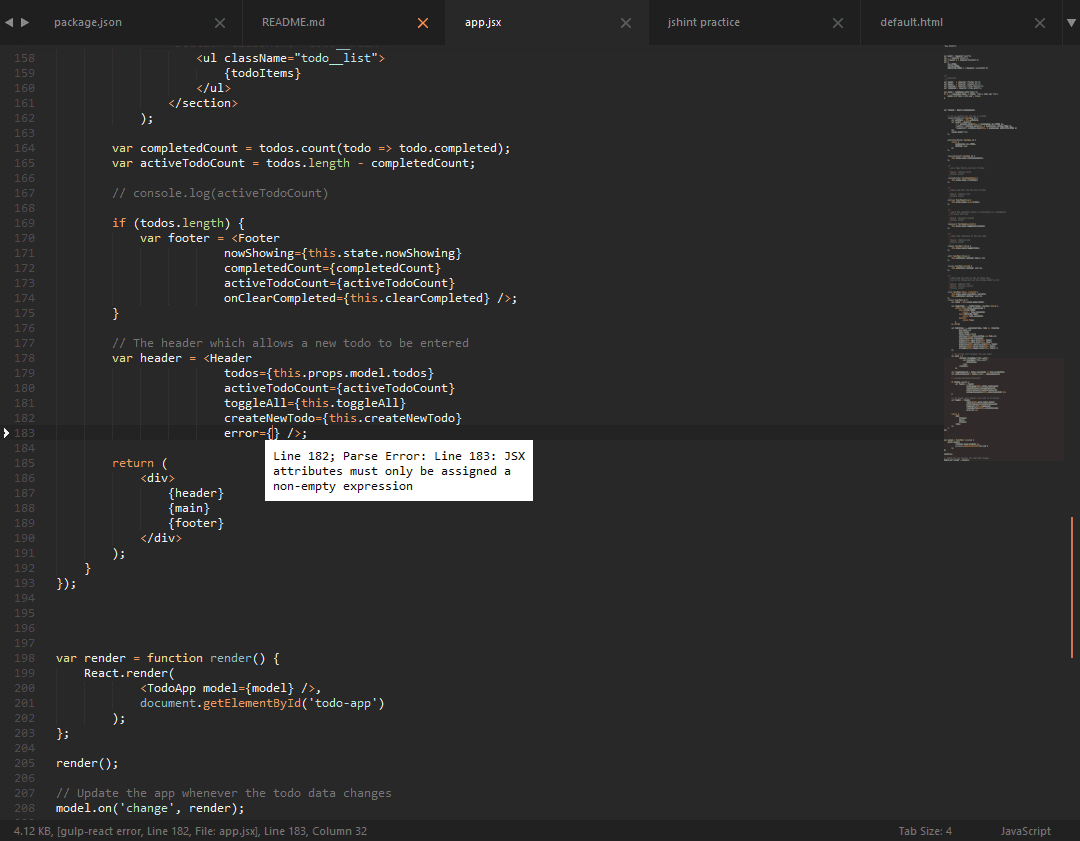 package.json
README.md
app.jsx
jshint practice
default.html
158 <ul className="todo__list">
159 {todoItems}
160 </ul>
161 </section>
162 );
163
164 var completedCount = todos.count(todo => todo.completed);
165 var activeTodoCount = todos.length - completedCount;
166
167 // console.log(activeTodoCount)
168
169 if (todos.length) {
170 var footer = <Footer
171 nowShowing={this.state.nowShowing}
172 completedCount={completedCount}
173 activeTodoCount={activeTodoCount}
174 onClearCompleted={this.clearCompleted} />;
175 }
176
177 // The header which allows a new todo to be entered
178 var header = <Header
179 todos={this.props.model.todos}
180 activeTodoCount={activeTodoCount}
181 toggleAll={this.toggleAll}
182 createNewTodo={this.createNewTodo}
183 error={} />;
184
Line 182; Parse Error: Line 183: JSX
attributes must only be assigned a
non-empty expression
185 return (
186 <div>
187 {header}
188 {main}
189 {footer}
190 </div>
191 );
192 }
193 });
194
195
196
197
198 var render = function render() {
199 React.render(
200 <TodoApp model={model} />,
201 document.getElementById('todo-app')
202 );
203 };
204
205 render();
206
207 // Update the app whenever the todo data changes
208 model.on('change', render);
4.12 KB, [gulp-react error, Line 182, File: app.jsx], Line 183, Column 32
Tab Size: 4
JavaScript